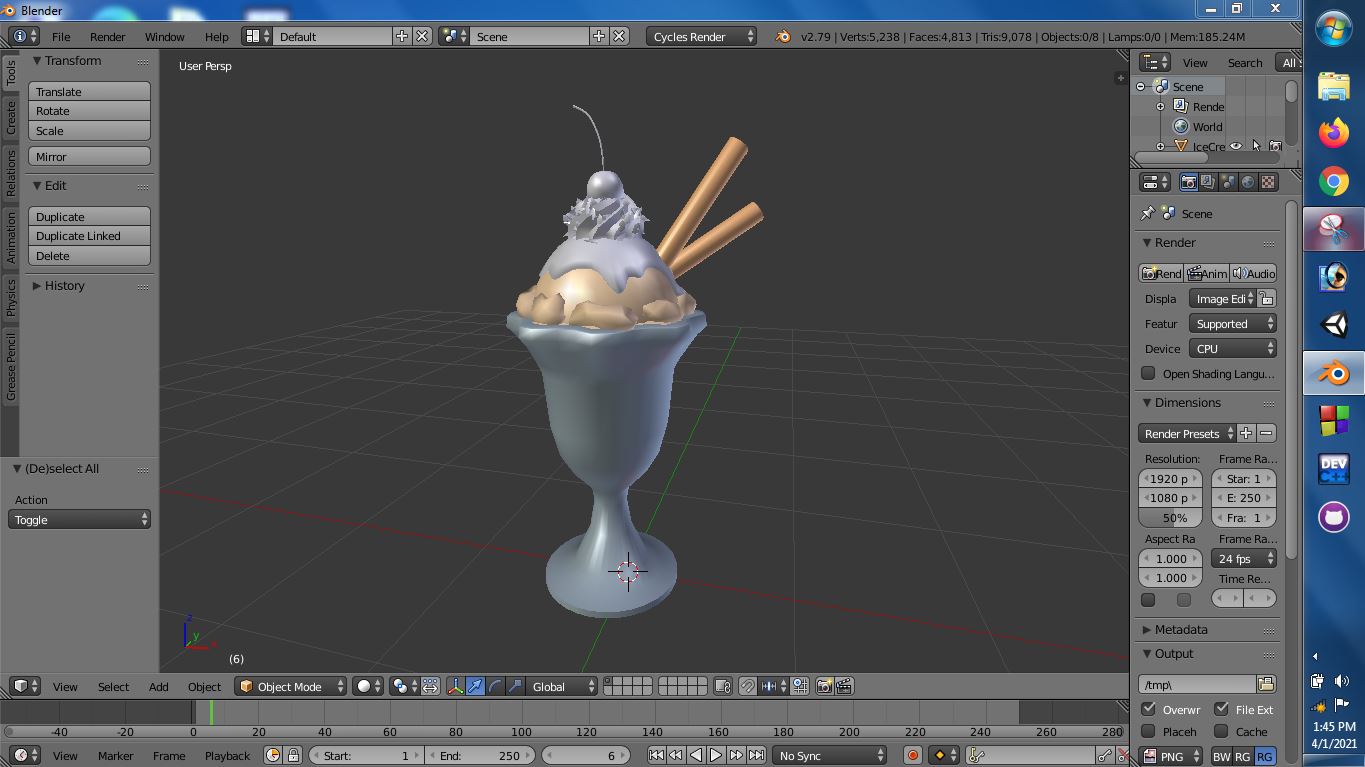 Blender
File Render Window Help Default Scene Cycles Render v2.79 | Verts:5,238 | Faces:4,813 | Tris:9,078 | Objects:0/8 | Lamps:0/0 | Mem:185.24M
Tools
Create
Relations
Animation
Physics
Grease Pencil
Transform
Translate
Rotate
Scale
Mirror
Edit
Duplicate
Duplicate Linked
Delete
History
(De)select All
Action
Toggle
User Persp
z
y
x
(6)
View Search All
Scene
Rende
World
IceCre
Scene
Render
Rend Anim Audio
Displa Image Edi
Featur Supported
Device CPU
Open Shading Langu...
Dimensions
Render Presets
Resolution: Frame Ra...
1920 p Star: 1
1080 p E: 250
50% Fra: 1
Aspect Ra Frame Ra...
1.000 24 fps
1.000 Time Re...
Metadata
Output
/tmp\
Overwr File Ext
Placeh Cache
PNG BW RG RG
View Select Add Object Object Mode Global
-40 -20 0 20 40 60 80 100 120 140 160 180 200 220 240 260 280
View Marker Frame Playback Start: 1 End: 250 6 No Sync
DEV
C++
1:45 PM
4/1/2021